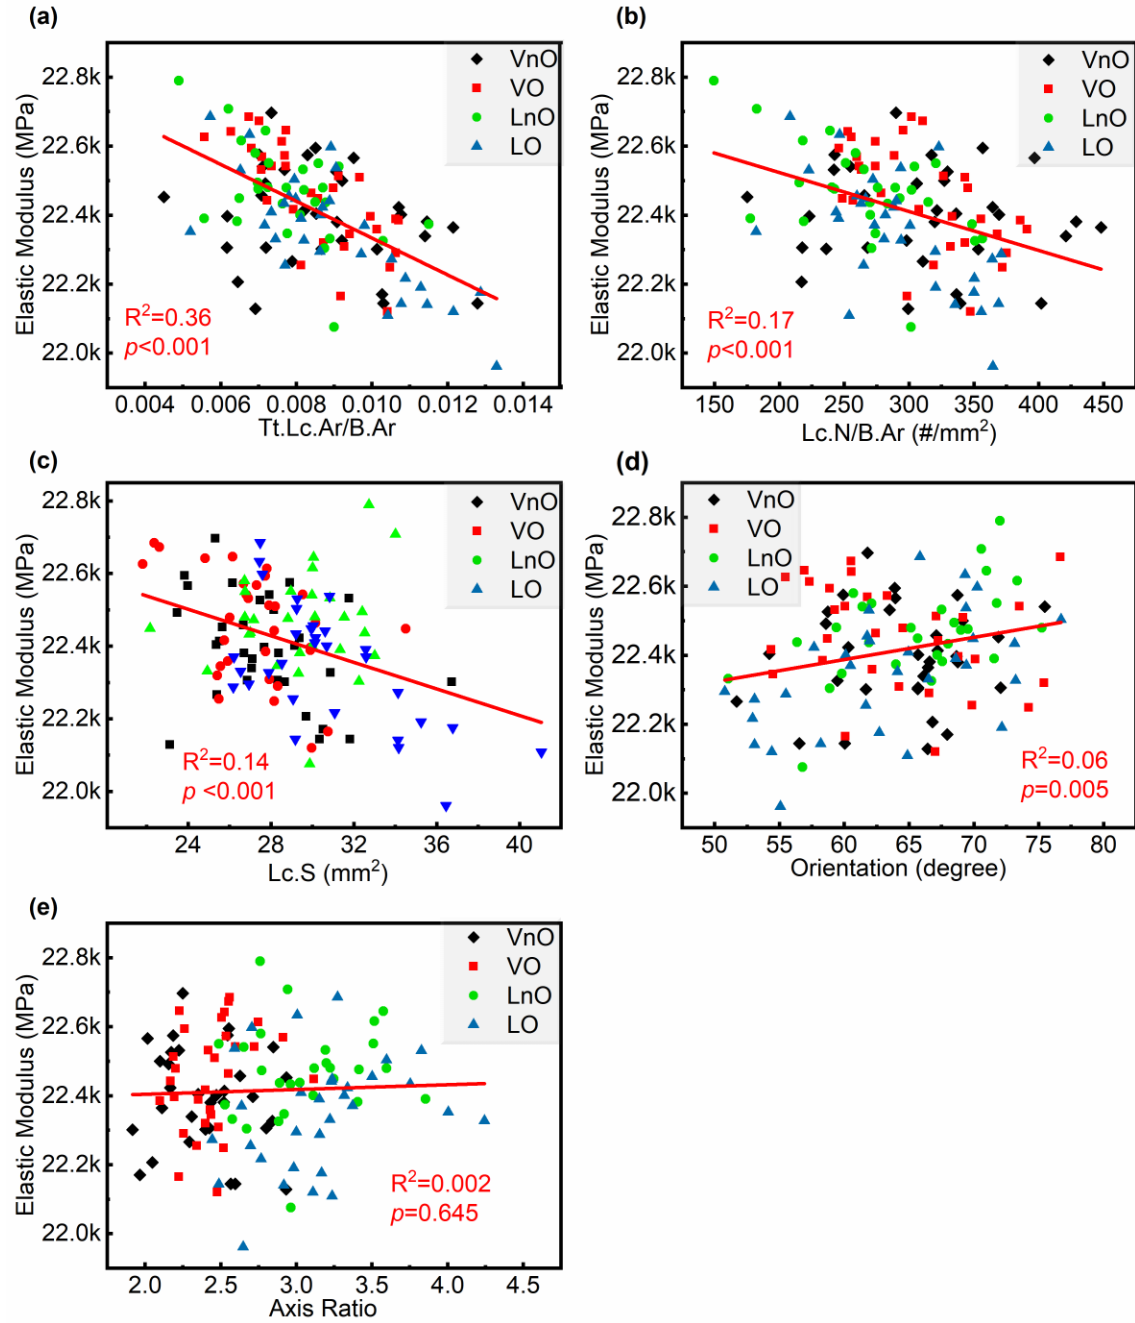 (a)
Elastic Modulus (MPa)
22.8k
22.6k
22.4k
22.2k
22.0k
VnO
VO
LnO
LO
R²=0.36
p<0.001
0.004 0.006 0.008 0.010 0.012 0.014
Tt.Lc.Ar/B.Ar
(b)
Elastic Modulus (MPa)
22.8k
22.6k
22.4k
22.2k
22.0k
VnO
VO
LnO
LO
R²=0.17
p<0.001
150 200 250 300 350 400 450
Lc.N/B.Ar (#/mm²)
(c)
Elastic Modulus (MPa)
22.8k
22.6k
22.4k
22.2k
22.0k
VnO
VO
LnO
LO
R²=0.14
p <0.001
24 28 32 36 40
Lc.S (mm²)
(d)
Elastic Modulus (MPa)
22.8k
22.6k
22.4k
22.2k
22.0k
VnO
VO
LnO
LO
R²=0.06
p=0.005
50 55 60 65 70 75 80
Orientation (degree)
(e)
Elastic Modulus (MPa)
22.8k
22.6k
22.4k
22.2k
22.0k
VnO
VO
LnO
LO
R²=0.002
p=0.645
2.0 2.5 3.0 3.5 4.0 4.5
Axis Ratio